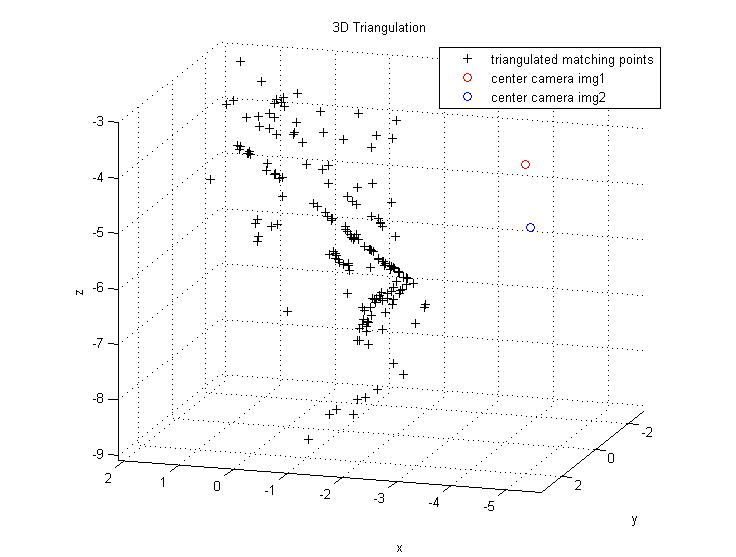 3D Triangulation
triangulated matching points
center camera img1
center camera img2
-3
-4
-5
-6
-7
-8
-9
z
2
1
0
-1
-2
-3
-4
-5
x
2
0
-2
y